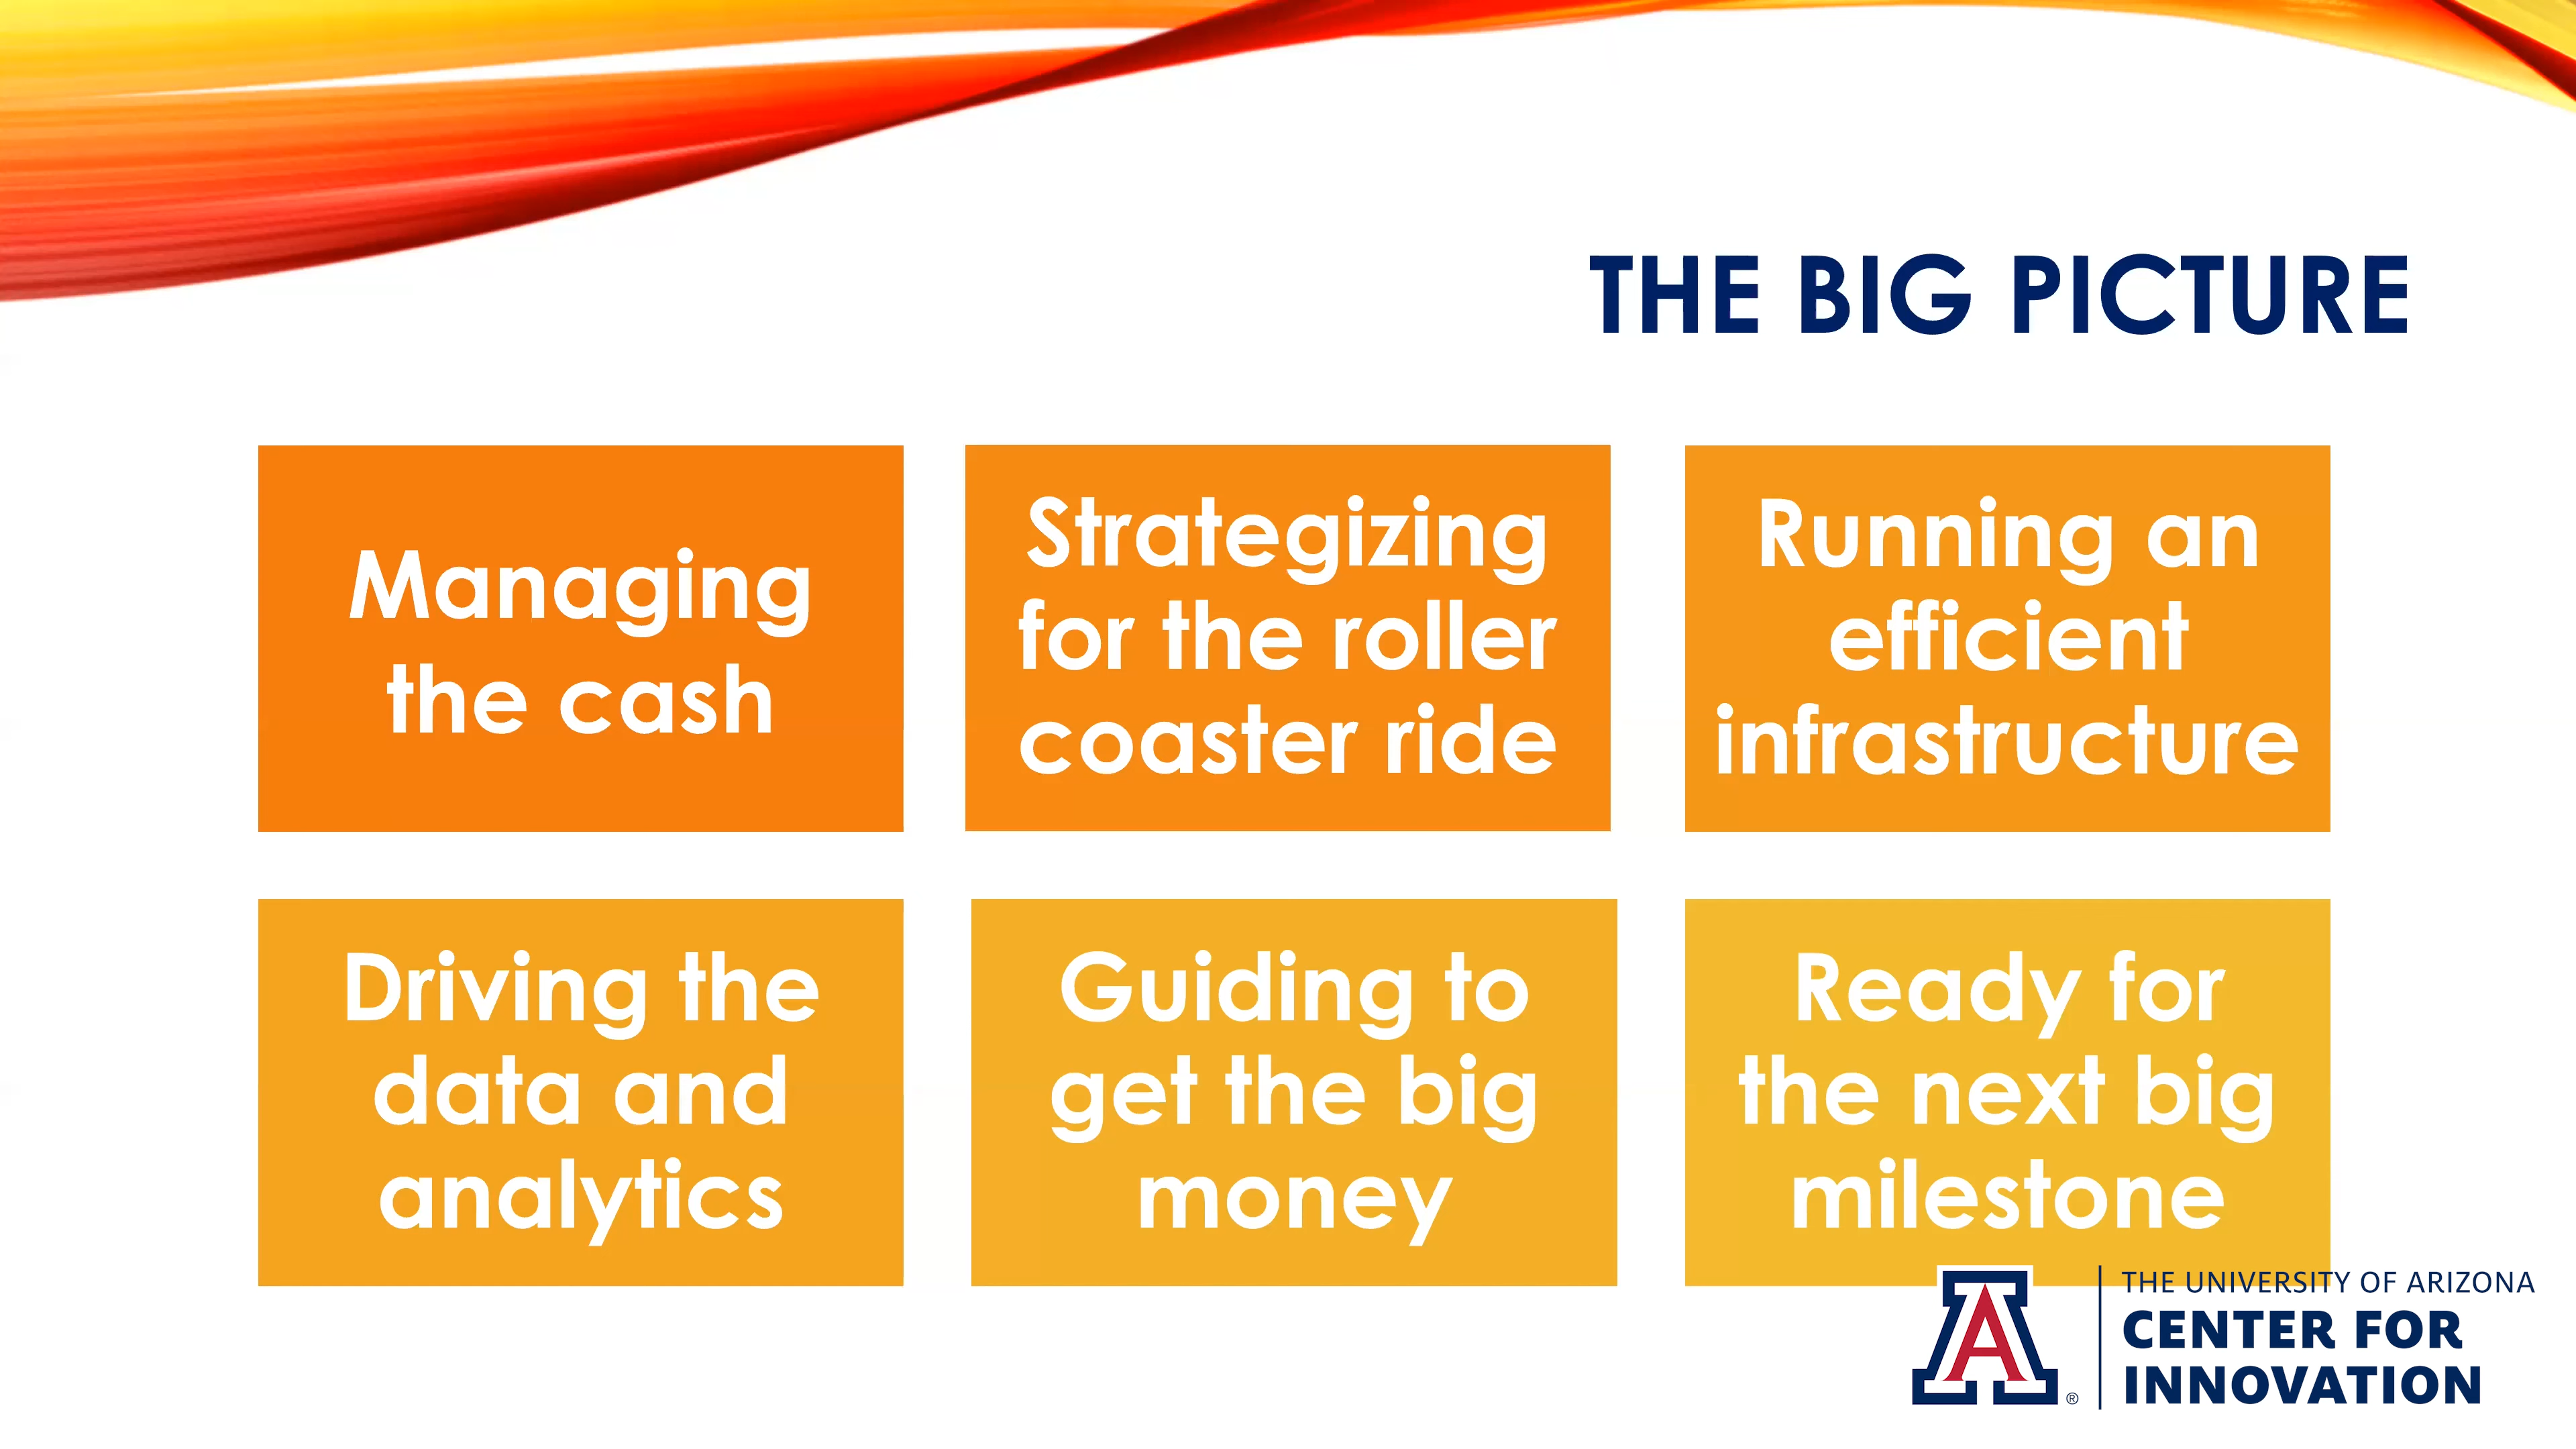 THE BIG PICTURE
Managing
the cash
Strategizing
for the roller
coaster ride
Running an
efficient
infrastructure
Driving the
data and
analytics
Guiding to
get the big
money
Ready for
the next big
milestone
A ®
THE UNIVERSITY OF ARIZONA
CENTER FOR
INNOVATION